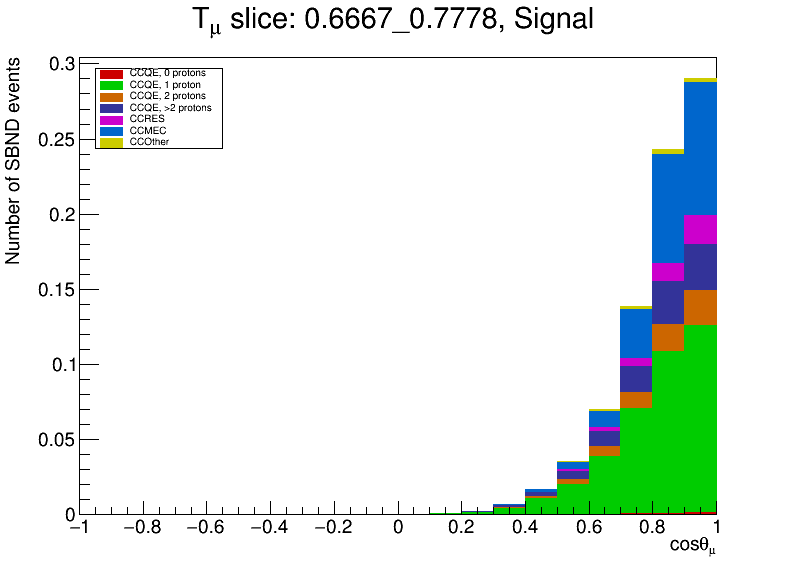 Tμ slice: 0.6667_0.7778, Signal
Number of SBND events
0.3
0.25
0.2
0.15
0.1
0.05
0
CCQE, 0 protons
CCQE, 1 proton
CCQE, 2 protons
CCQE, >2 protons
CCRES
CCMEC
CCOther
−1 −0.8 −0.6 −0.4 −0.2 0 0.2 0.4 0.6 0.8 1
cosθμ